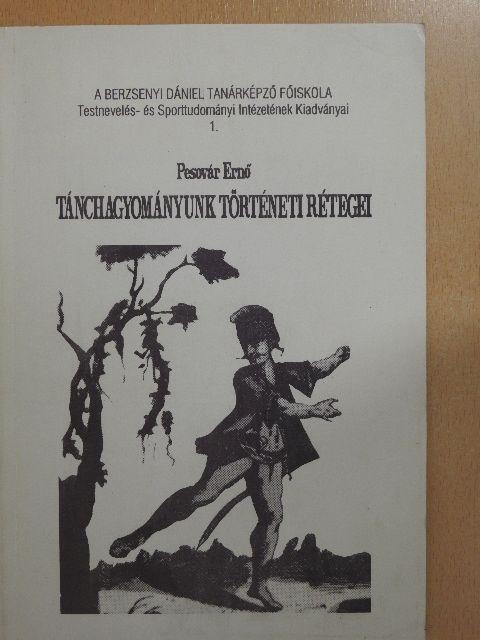 A BERZSENYI DÁNIEL TANÁRKÉPZŐ FŐISKOLA
Testnevelés- és Sporttudományi Intézetének Kiadványai
1.
Pesovár Ernő
TÁNCHAGYOMÁNYUNK TÖRTÉNETI RÉTEGEI